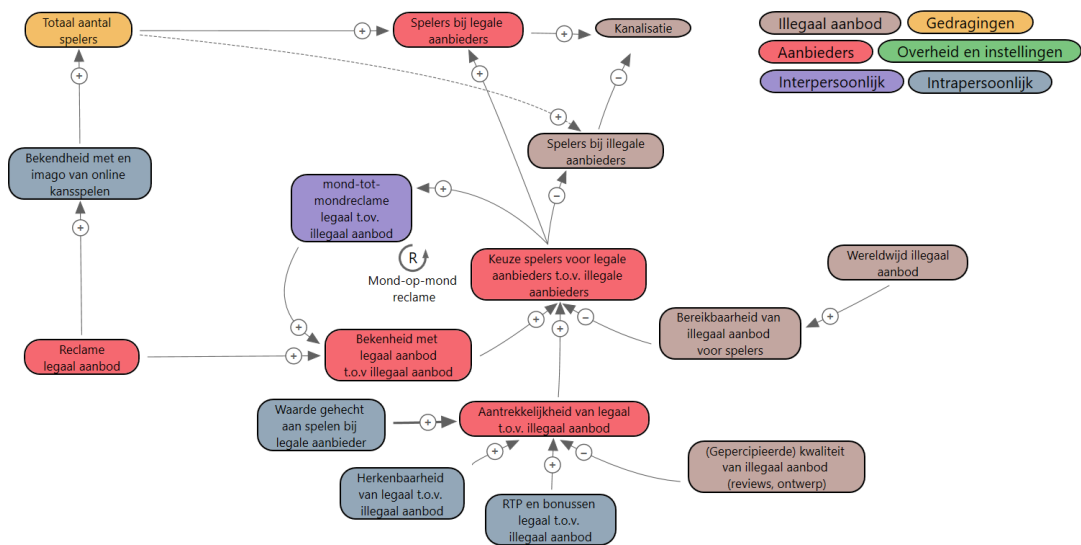 Totaal aantal
spelers
Spelers bij legale
aanbieders
Kanalisatie
Illegaal aanbod
Gedragingen
Aanbieders
Overheid en instellingen
Interpersoonlijk
Intrapersoonlijk
+
+
+
+
−
+
Spelers bij illegale
aanbieders
Bekendheid met en
imago van online
kansspelen
mond-tot-
mondreclame
legaal t.ov.
illegaal aanbod
+
−
+
R
Mond-op-mond
reclame
Keuze spelers voor legale
aanbieders t.o.v. illegale
aanbieders
Wereldwijd illegaal
aanbod
+
+
−
+
+
Bereikbaarheid van
illegaal aanbod
voor spelers
Reclame
legaal aanbod
+
Bekenheid met
legaal aanbod
t.o.v illegaal aanbod
+
Waarde gehecht
aan spelen bij
legale aanbieder
+
Aantrekkelijkheid van legaal
t.o.v. illegaal aanbod
+
+
−
(Gepercipieerde) kwaliteit
van illegaal aanbod
(reviews, ontwerp)
Herkenbaarheid
van legaal t.o.v.
illegaal aanbod
RTP en bonussen
legaal t.o.v.
illegaal aanbod